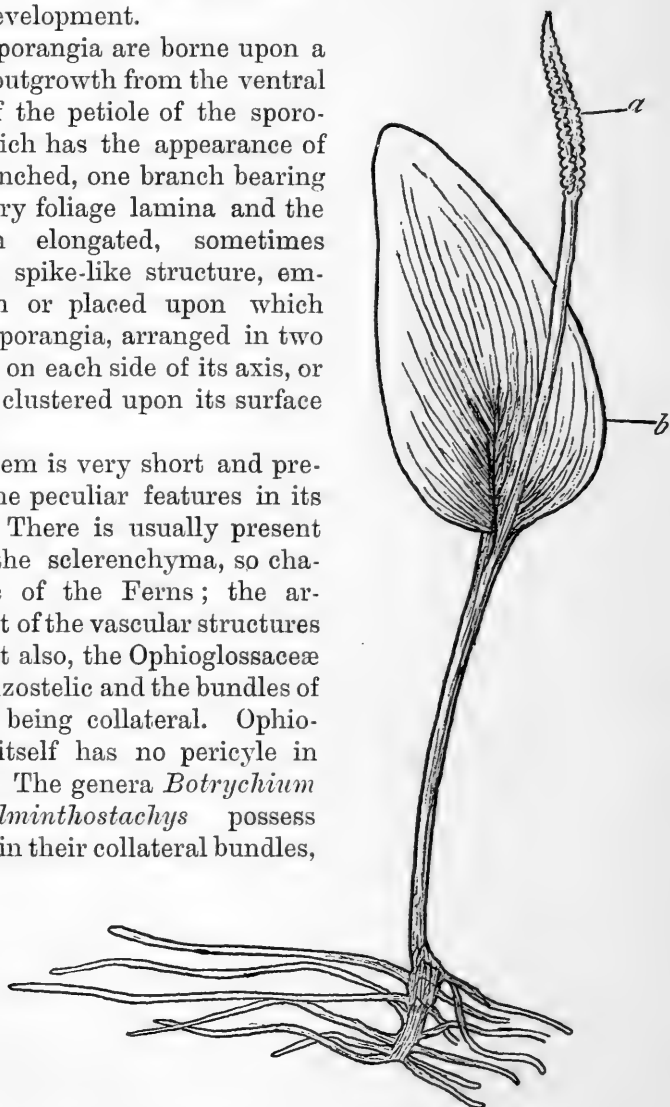 evelopment.
porangia are borne upon a
outgrowth from the ventral
f the petiole of the sporo-
ich has the appearance of
nched, one branch bearing
ry foliage lamina and the
elongated, sometimes
spike-like structure, em-
or placed upon which
porangia, arranged in two
on each side of its axis, or
clustered upon its surface
em is very short and pre-
ne peculiar features in its
There is usually present
the sclerenchyma, so cha-
of the Ferns; the ar-
t of the vascular structures
t also, the Ophioglossaceæ
izostelic and the bundles of
being collateral. Ophio-
itself has no pericyle in
The genera Botrychium
lminthostachys possess
in their collateral bundles,
a
b